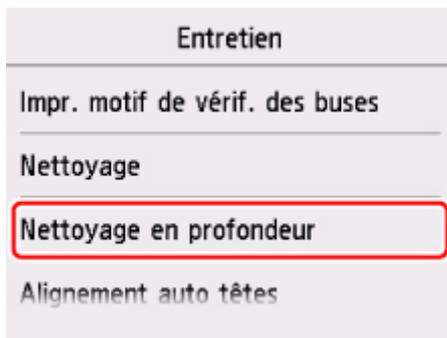 Entretien
Impr. motif de vérif. des buses
Nettoyage
Nettoyage en profondeur
Alignement auto têtes